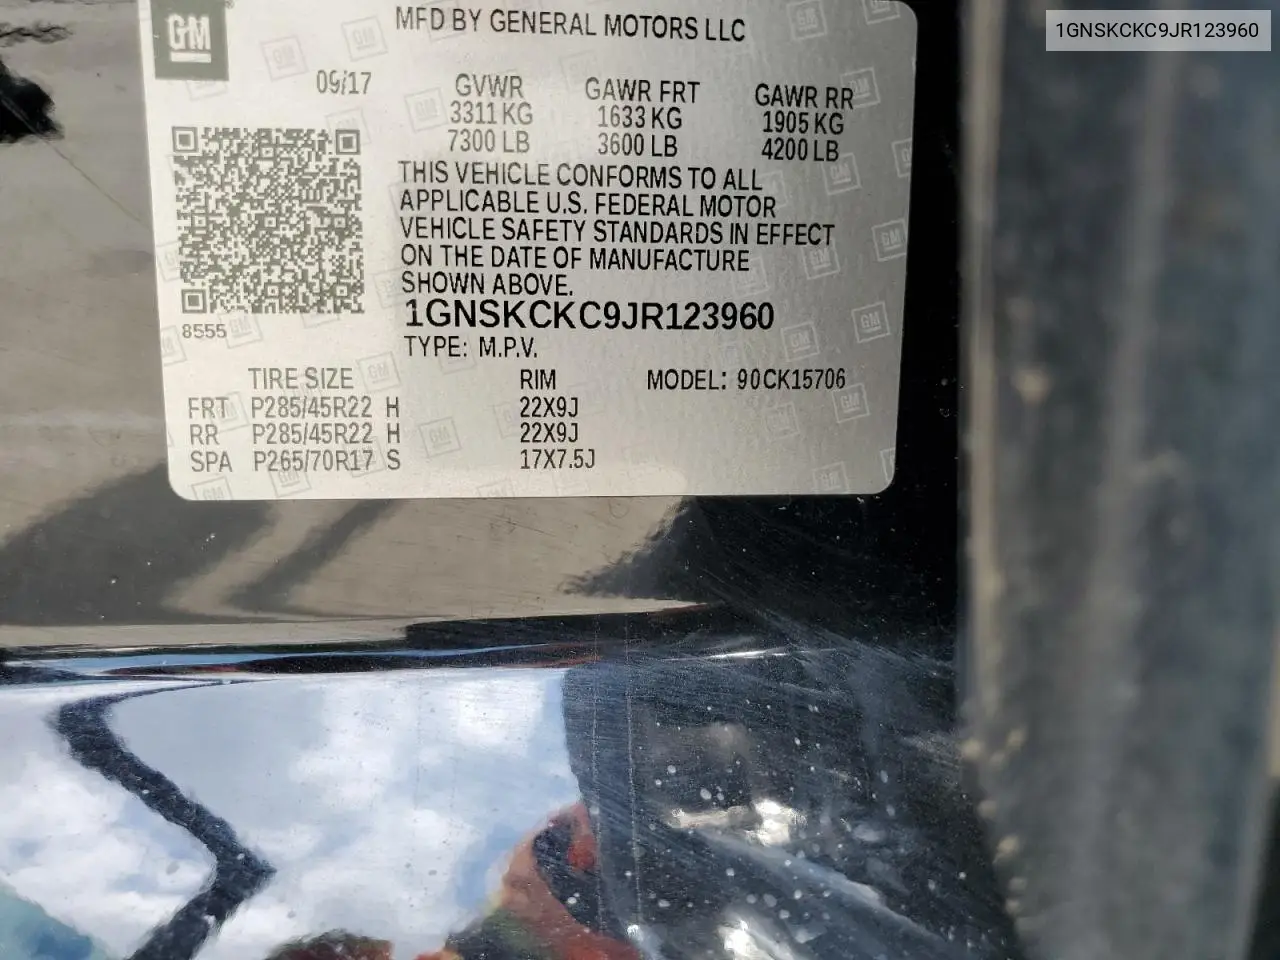 1GNSKCKC9JR123960
GM
MFD BY GENERAL MOTORS LLC
09/17
GVWR GAWR FRT GAWR RR
3311 KG 1633 KG 1905 KG
7300 LB 3600 LB 4200 LB
THIS VEHICLE CONFORMS TO ALL
APPLICABLE U.S. FEDERAL MOTOR
VEHICLE SAFETY STANDARDS IN EFFECT
ON THE DATE OF MANUFACTURE
SHOWN ABOVE.
8555
1GNSKCKC9JR123960
TYPE: M.P.V.
TIRE SIZE RIM MODEL: 90CK15706
FRT P285/45R22 H 22X9J
RR P285/45R22 H 22X9J
SPA P265/70R17 S 17X7.5J